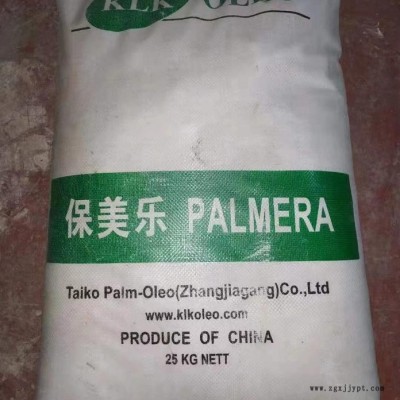 KLK OLEO
保美乐 PALMERA
Taiko Palm-Oleo(Zhangjiagang)Co.,Ltd
www.klkoleo.com
PRODUCE OF CHINA
25 KG NETT
www.zgxjjypt.com